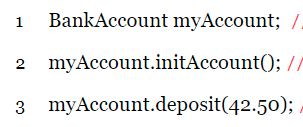 1 BankAccount myAccount; /
2 myAccount.initAccount(); //
3 myAccount.deposit(42.50); /